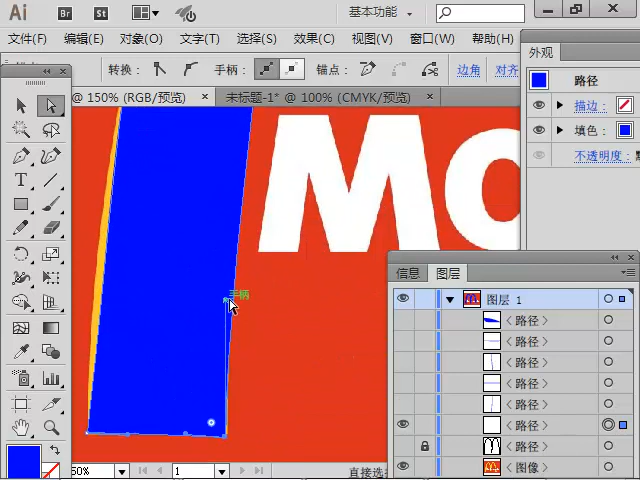 Ai Br St 基本功能
文件(F) 编辑(E) 对象(O) 文字(T) 选择(S) 效果(C) 视图(V) 窗口(W) 帮助(H)
转换： 手柄： 锚点： 边角 对齐
@ 150% (RGB/预览) × 未标题-1* @ 100% (CMYK/预览) ×
外观
路径
描边：
填色：
不透明度：
MO
手柄
信息 图层
图层 1
<路径>
<路径>
<路径>
<路径>
<路径>
<路径>
<路径>
<图像>
50% 1 直接选